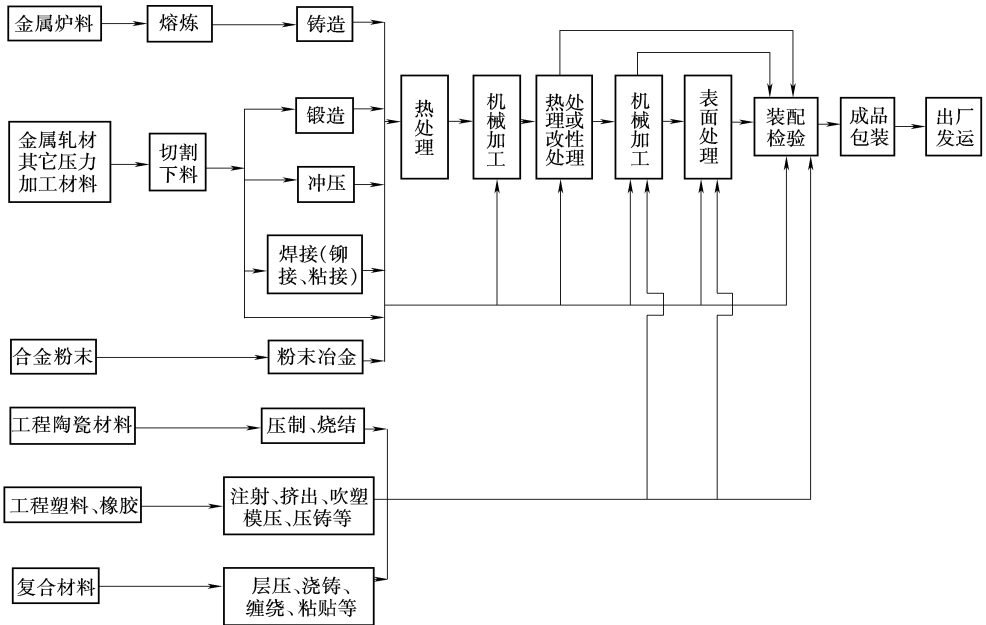 金属炉料
熔炼
铸造
金属轧材
其它压力
加工材料
切割
下料
锻造
冲压
焊接(铆
接、粘接)
合金粉末
粉末冶金
工程陶瓷材料
压制、烧结
工程塑料、橡胶
注射、挤出、吹塑
模压、压铸等
复合材料
层压、浇铸、
缠绕、粘贴等
热处理
机械加工
热处
理或
改性
处理
机械加工
表面处理
装配
检验
成品
包装
出厂
发运